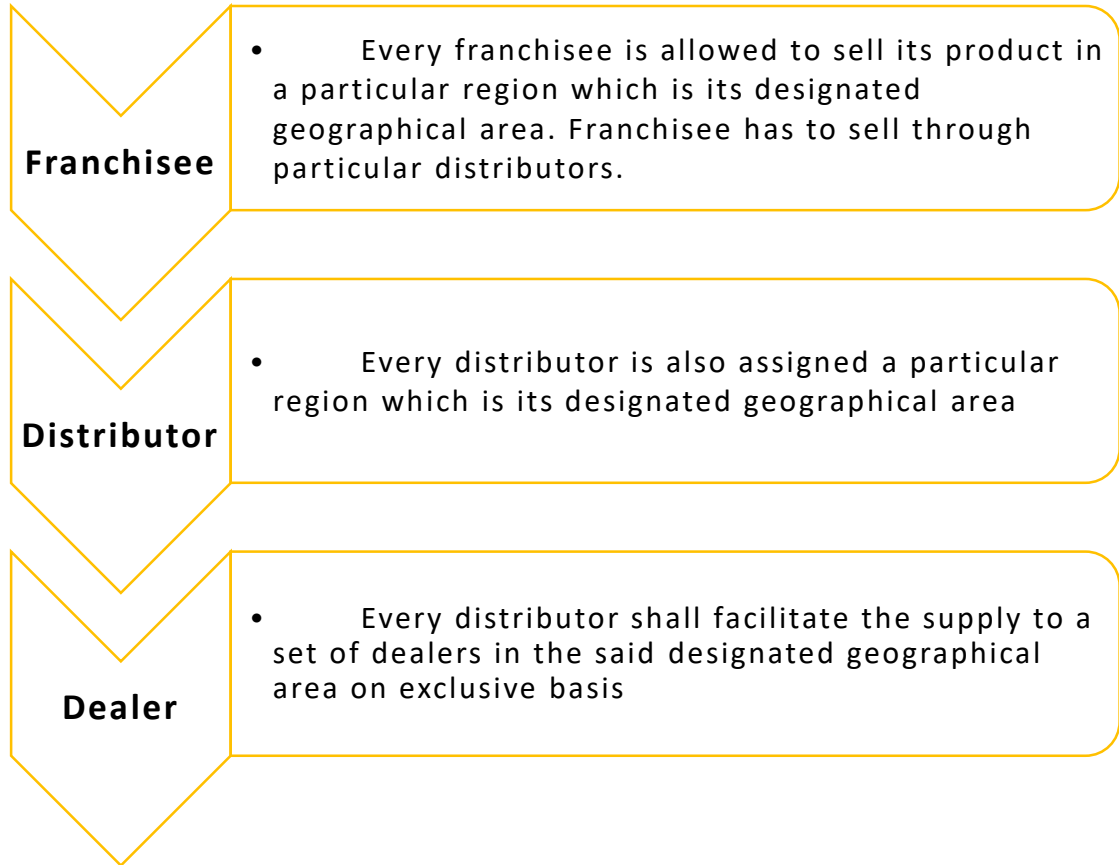 Franchisee
• Every franchisee is allowed to sell its product in
a particular region which is its designated
geographical area. Franchisee has to sell through
particular distributors.
Distributor
• Every distributor is also assigned a particular
region which is its designated geographical area
Dealer
• Every distributor shall facilitate the supply to a
set of dealers in the said designated geographical
area on exclusive basis